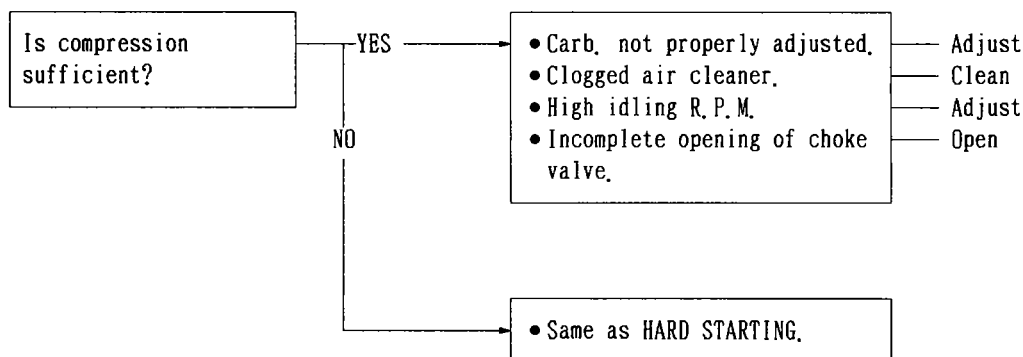 Is compression
sufficient?
YES
NO
● Carb. not properly adjusted.
Adjust
● Clogged air cleaner.
Clean
● High idling R.P.M.
Adjust
● Incomplete opening of choke
valve.
Open
● Same as HARD STARTING.